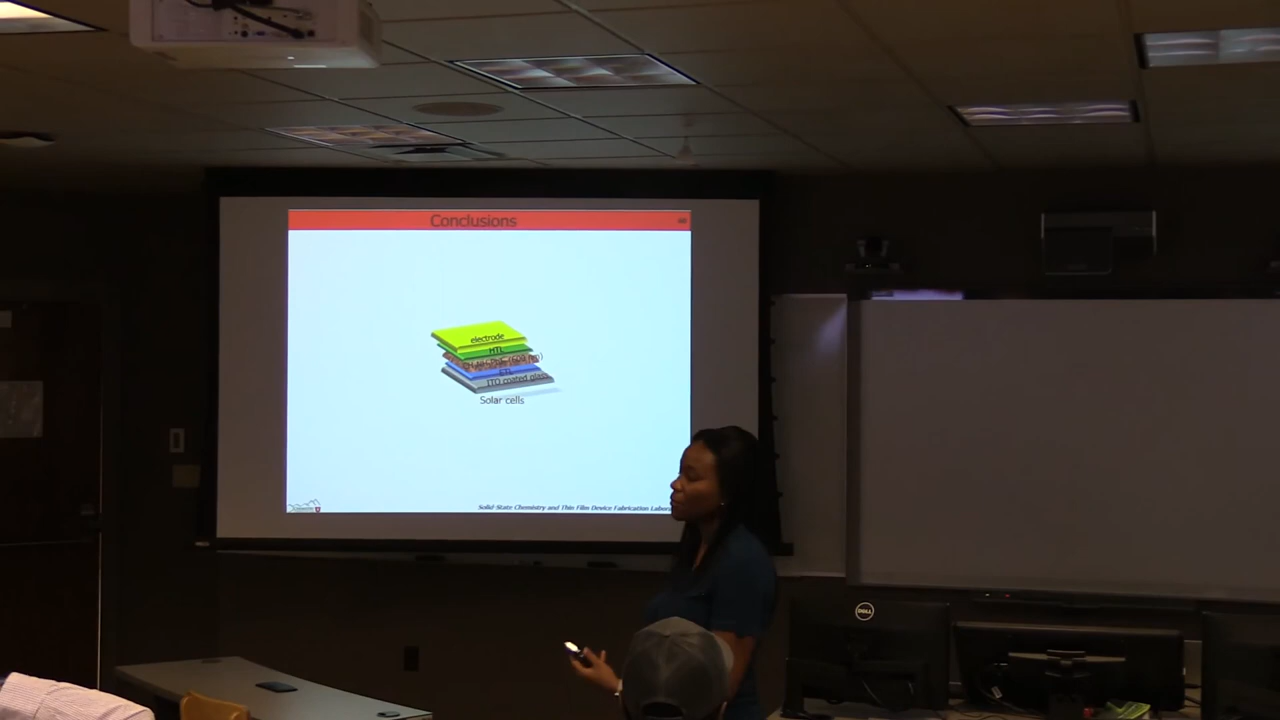 Conclusions
electrode
HTL
ETL
ITO coated glass
Solar cells
Solid-State Chemistry and Thin Film Device Fabrication Labora
DELL